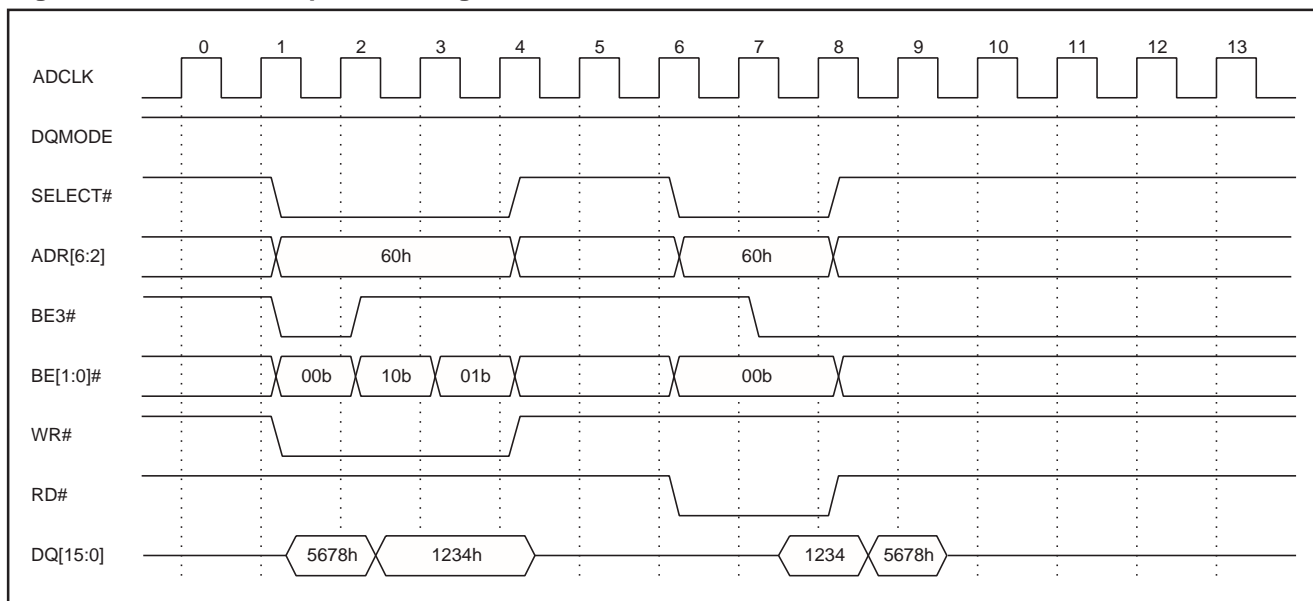 0 1 2 3 4 5 6 7 8 9 10 11 12 13
ADCLK
DQMODE
SELECT#
ADR[6:2] 60h 60h
BE3#
BE[1:0]# 00b 10b 01b 00b
WR#
RD#
DQ[15:0] 5678h 1234h 1234 5678h